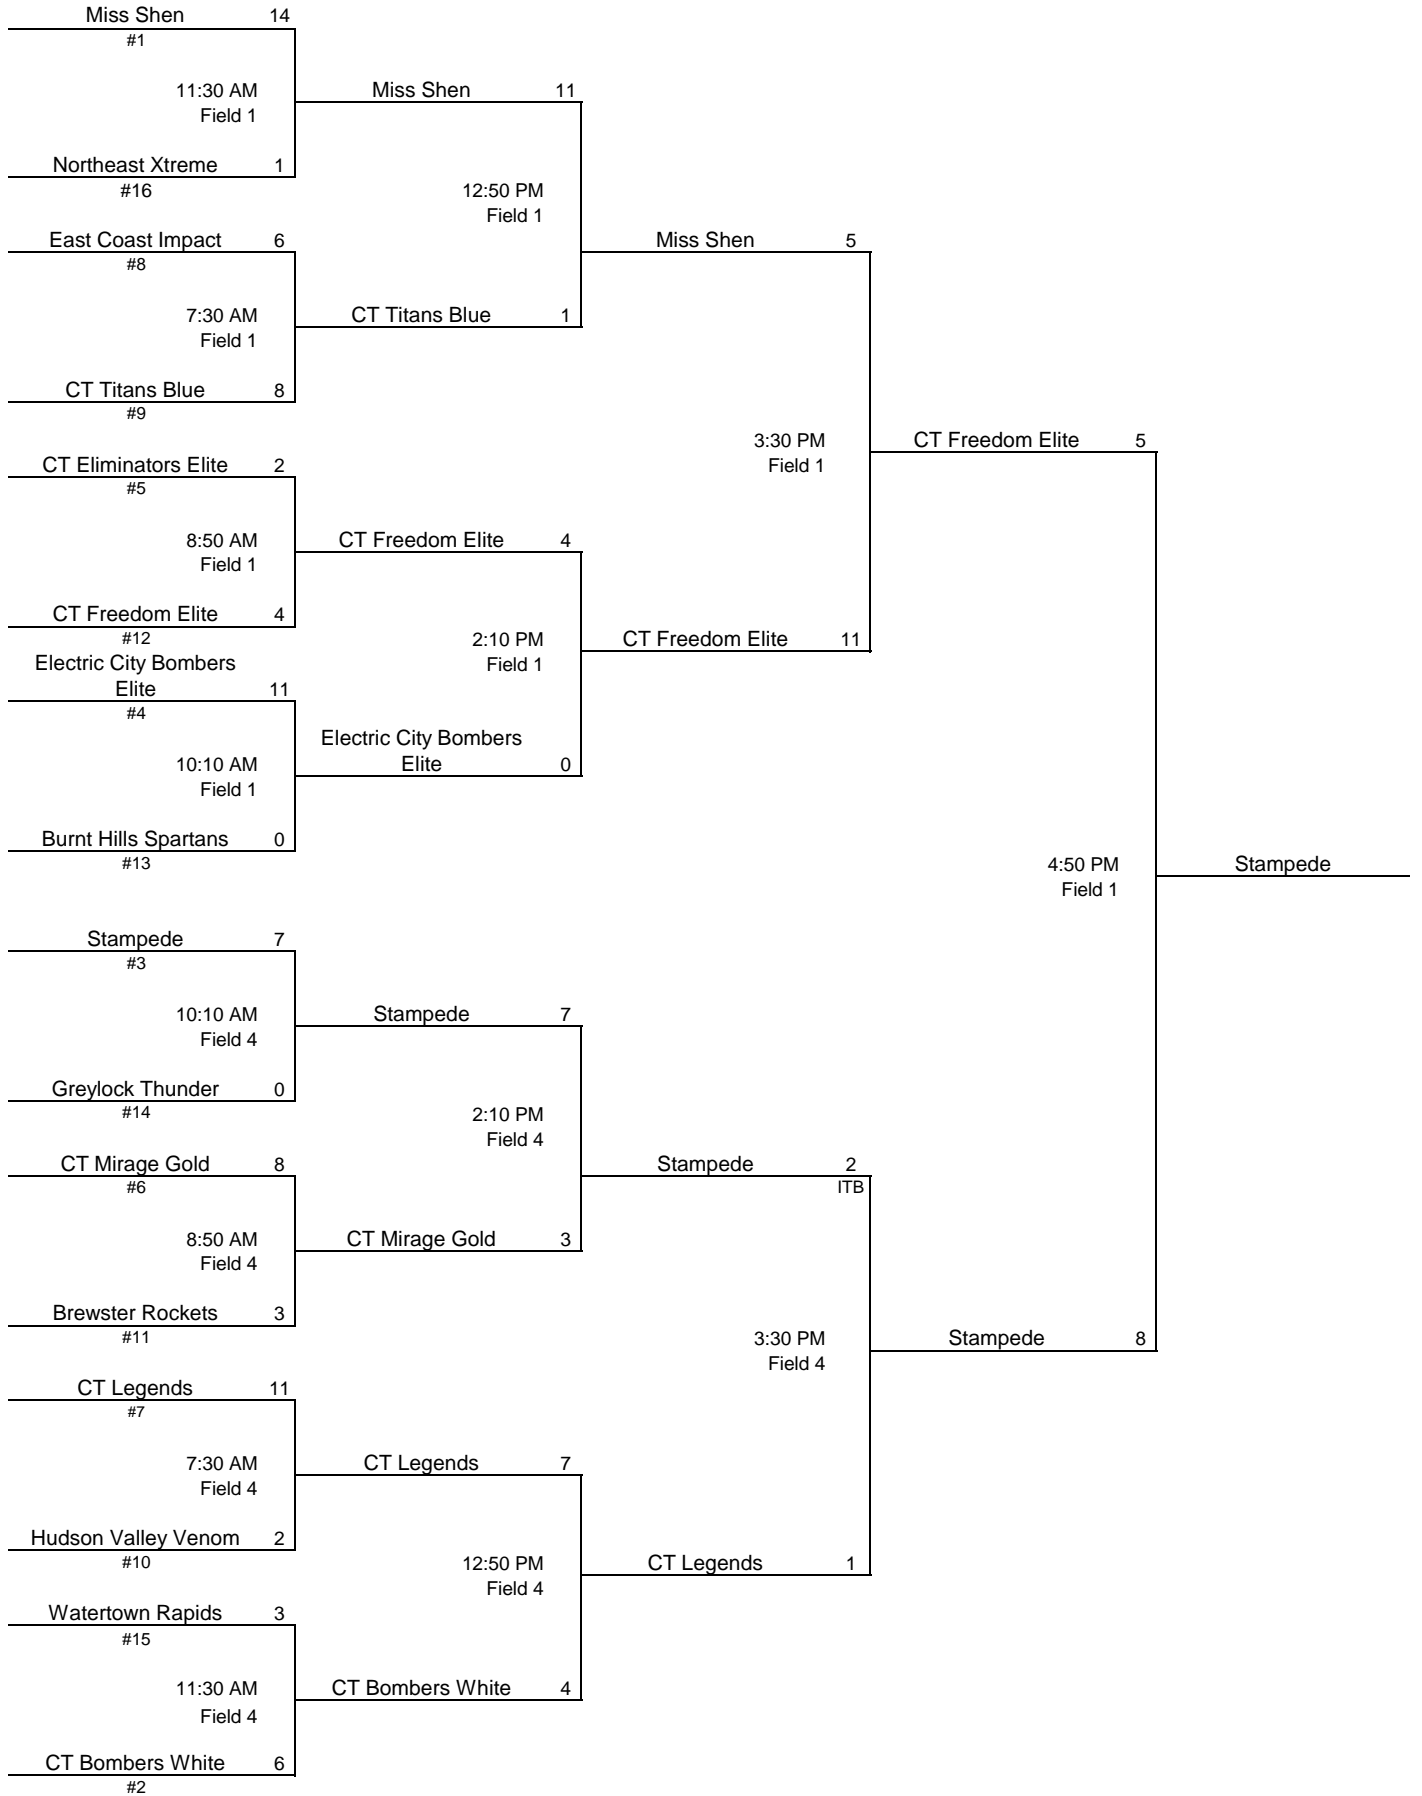 Miss Shen 14
#1
11:30 AM
Field 1
Miss Shen 11
Northeast Xtreme 1
#16
12:50 PM
Field 1
East Coast Impact 6
#8
Miss Shen 5
7:30 AM
Field 1
CT Titans Blue 1
CT Titans Blue 8
#9
3:30 PM
Field 1
CT Freedom Elite 5
CT Eliminators Elite 2
#5
8:50 AM
Field 1
CT Freedom Elite 4
CT Freedom Elite 4
#12
2:10 PM
Field 1
CT Freedom Elite 11
Electric City Bombers
Elite 11
#4
10:10 AM
Field 1
Electric City Bombers
Elite 0
Burnt Hills Spartans 0
#13
4:50 PM
Field 1
Stampede
Stampede 7
#3
10:10 AM
Field 4
Stampede 7
Greylock Thunder 0
#14
2:10 PM
Field 4
CT Mirage Gold 8
#6
Stampede 2
ITB
8:50 AM
Field 4
CT Mirage Gold 3
Brewster Rockets 3
#11
3:30 PM
Field 4
Stampede 8
CT Legends 11
#7
7:30 AM
Field 4
CT Legends 7
Hudson Valley Venom 2
#10
12:50 PM
Field 4
CT Legends 1
Watertown Rapids 3
#15
11:30 AM
Field 4
CT Bombers White 4
CT Bombers White 6
#2